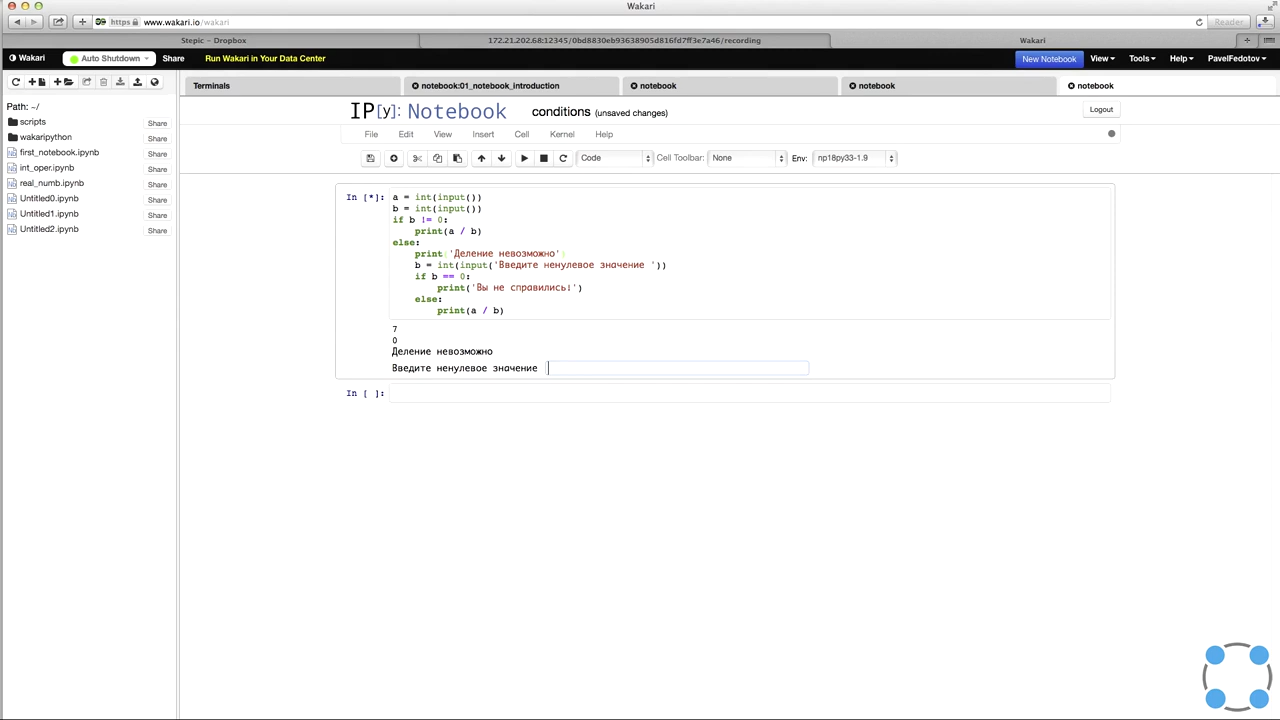 Wakari
https www.wakari.io/wakari
Reader
Stepic – Dropbox
172.21.202.68:12345/0bd8830eb93638905d816fd7ff3e7a46/recording
Wakari
Wakari
Auto Shutdown
Share
Run Wakari in Your Data Center
New Notebook
View
Tools
Help
PavelFedotov
Terminals
notebook:01_notebook_introduction
notebook
notebook
notebook
Path: ~/
scripts Share
wakaripython Share
first_notebook.ipynb Share
int_oper.ipynb Share
real_numb.ipynb Share
Untitled0.ipynb Share
Untitled1.ipynb Share
Untitled2.ipynb Share
IP[y]: Notebook
conditions (unsaved changes)
Logout
File Edit View Insert Cell Kernel Help
Code Cell Toolbar: None Env: np18py33-1.9
In [*]: a = int(input())
b = int(input())
if b != 0:
    print(a / b)
else:
    print('Деление невозможно')
    b = int(input('Введите ненулевое значение '))
    if b == 0:
        print('Вы не справились!')
    else:
        print(a / b)
7
0
Деление невозможно
Введите ненулевое значение
In [ ]: